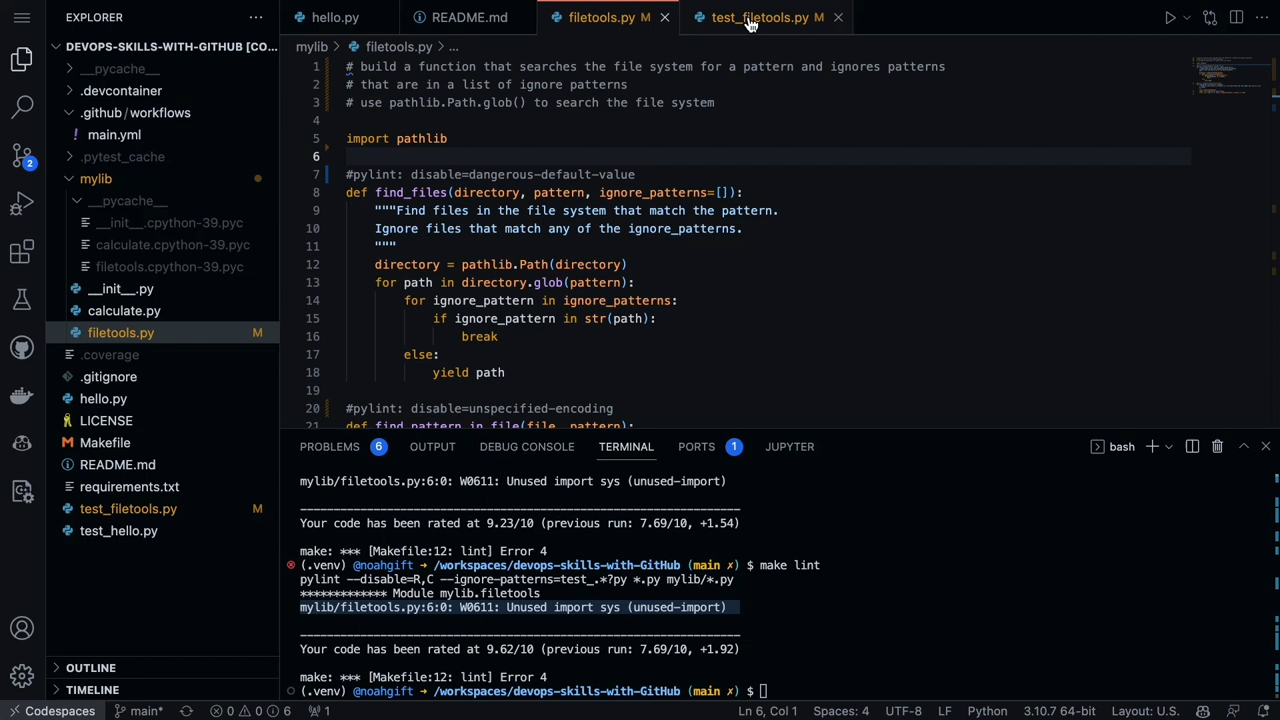 EXPLORER
hello.py
README.md
filetools.py M
test_filetools.py M
DEVOPS-SKILLS-WITH-GITHUB [CO...
__pycache__
.devcontainer
.github/workflows
main.yml
.pytest_cache
mylib
__pycache__
__init__.cpython-39.pyc
calculate.cpython-39.pyc
filetools.cpython-39.pyc
__init__.py
calculate.py
filetools.py M
.coverage
.gitignore
hello.py
LICENSE
Makefile
README.md
requirements.txt
test_filetools.py M
test_hello.py
OUTLINE
TIMELINE
2
mylib > filetools.py > ...
1 # build a function that searches the file system for a pattern and ignores patterns
2 # that are in a list of ignore patterns
3 # use pathlib.Path.glob() to search the file system
4
5 import pathlib
6
7 #pylint: disable=dangerous-default-value
8 def find_files(directory, pattern, ignore_patterns=[]):
9 """Find files in the file system that match the pattern.
10 Ignore files that match any of the ignore_patterns.
11 """
12 directory = pathlib.Path(directory)
13 for path in directory.glob(pattern):
14 for ignore_pattern in ignore_patterns:
15 if ignore_pattern in str(path):
16 break
17 else:
18 yield path
19
20 #pylint: disable=unspecified-encoding
21 def find_pattern_in_file(file, pattern):
PROBLEMS 6 OUTPUT DEBUG CONSOLE TERMINAL PORTS 1 JUPYTER
bash
mylib/filetools.py:6:0: W0611: Unused import sys (unused-import)
------------------------------------------------------------------
Your code has been rated at 9.23/10 (previous run: 7.69/10, +1.54)
make: *** [Makefile:12: lint] Error 4
(.venv) @noahgift → /workspaces/devops-skills-with-GitHub (main ✗) $ make lint
pylint --disable=R,C --ignore-patterns=test_.*?py *.py mylib/*.py
************* Module mylib.filetools
mylib/filetools.py:6:0: W0611: Unused import sys (unused-import)
------------------------------------------------------------------
Your code has been rated at 9.62/10 (previous run: 7.69/10, +1.92)
make: *** [Makefile:12: lint] Error 4
(.venv) @noahgift → /workspaces/devops-skills-with-GitHub (main ✗) $
Codespaces main* 0 0 6 1 Ln 6, Col 1 Spaces: 4 UTF-8 LF Python 3.10.7 64-bit Layout: U.S.